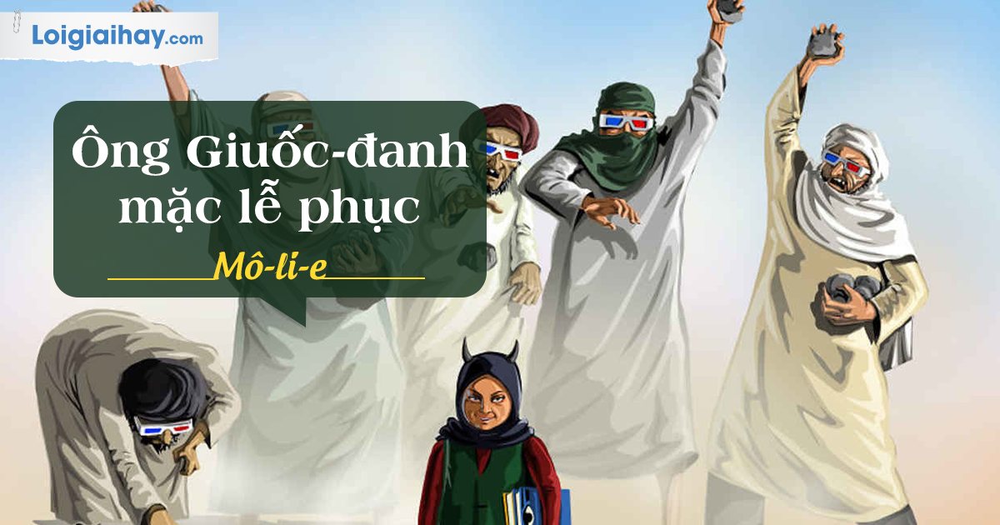 Loigiaihay.com
Ông Giuốc-đanh
mặc lễ phục
Mô-li-e